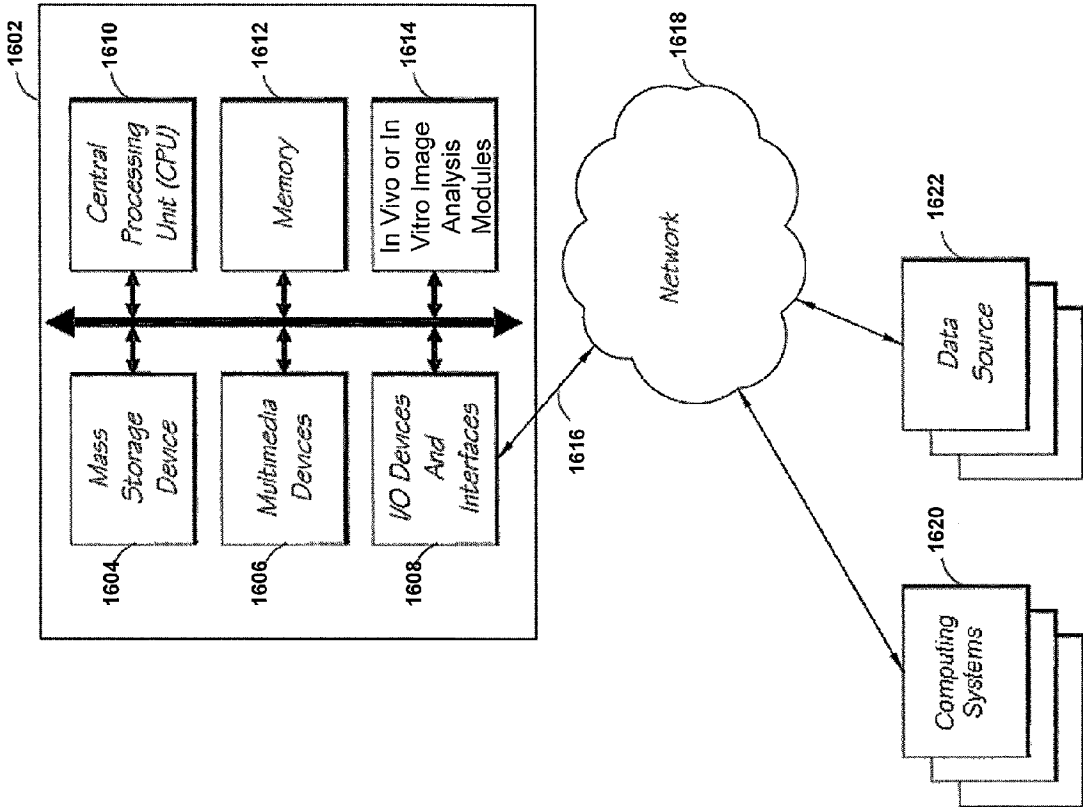 1602
1610
Central
Processing
Unit (CPU)
1612
Memory
1614
In Vivo or In
Vitro Image
Analysis
Modules
Mass
Storage
Device
1604
Multimedia
Devices
1606
I/O Devices
And
Interfaces
1608
1616
Network
1618
Computing
Systems
1620
Data
Source
1622